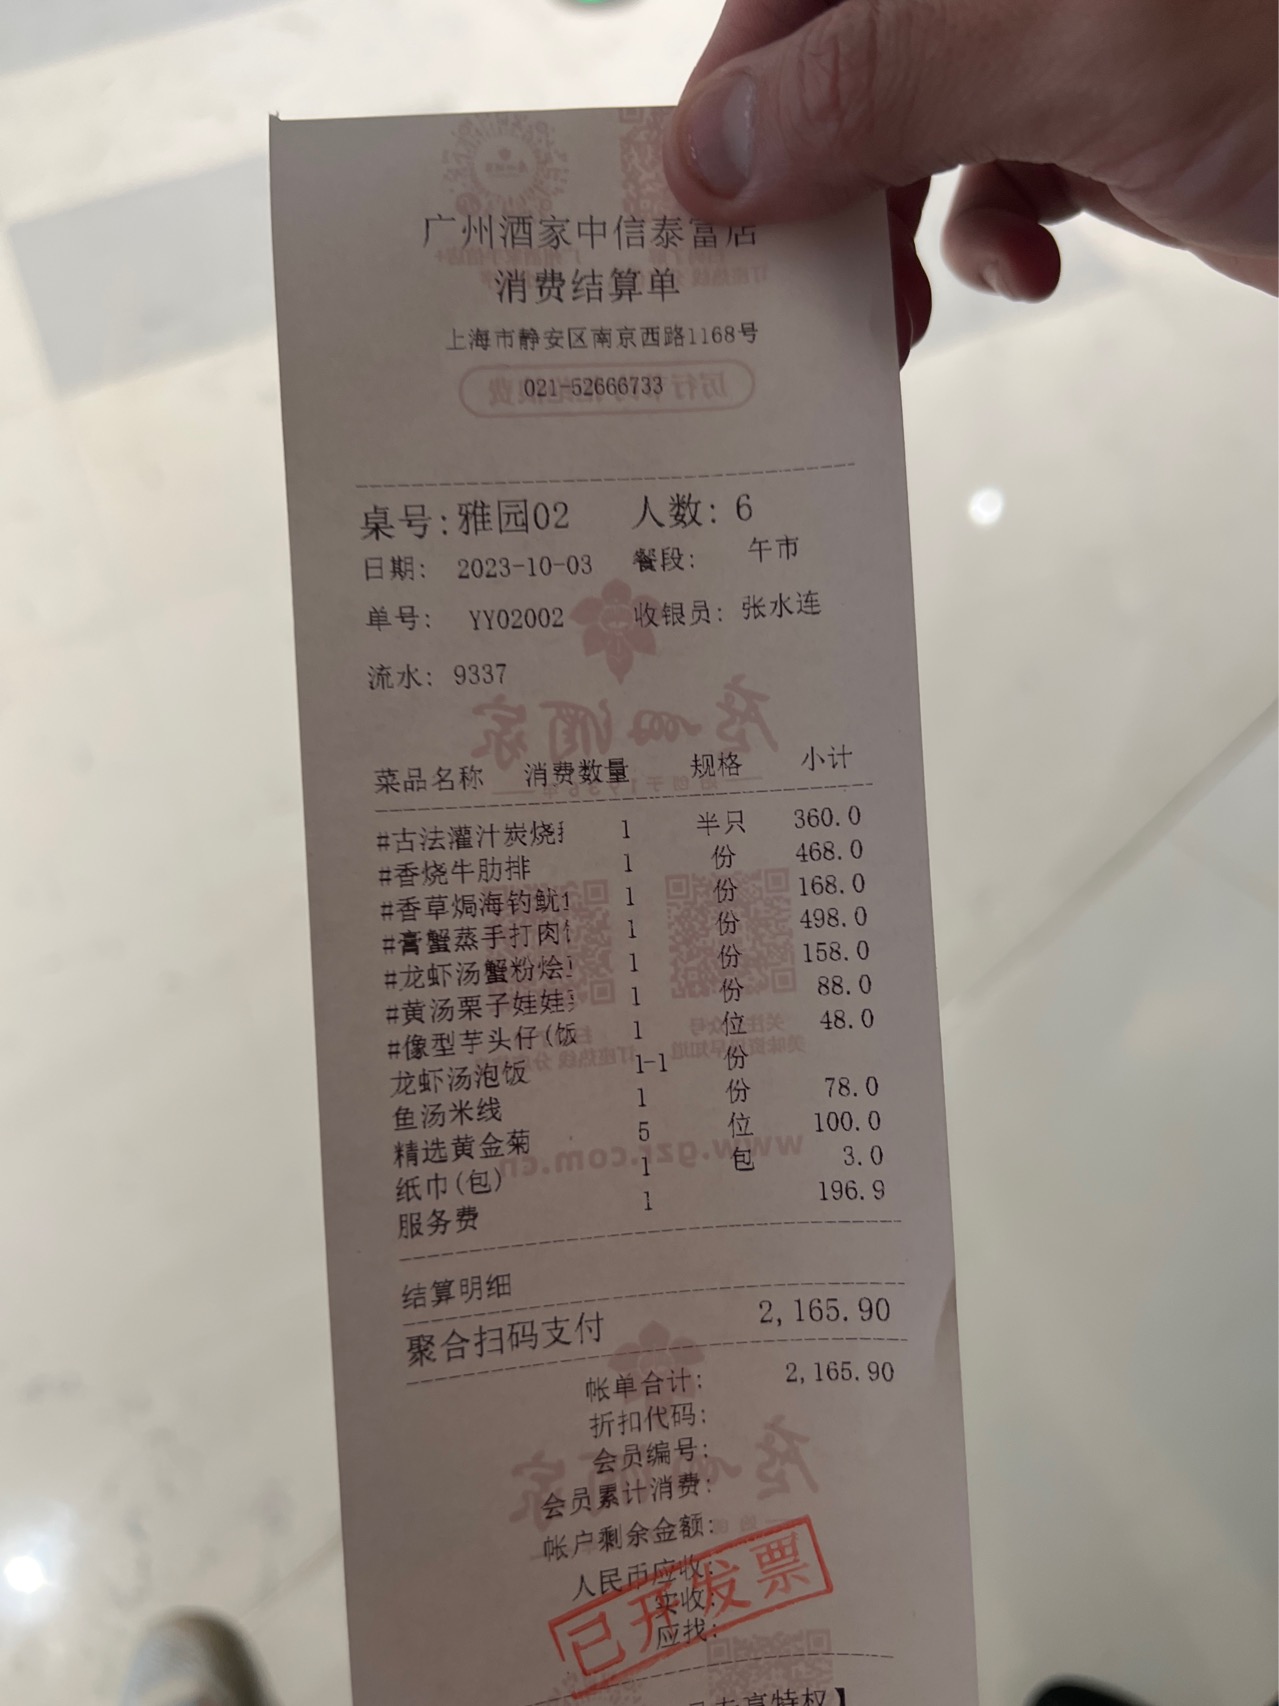 广州酒家中信泰富店
消费结算单
上海市静安区南京西路1168号
021-52666733
桌号:雅园02 人数: 6
日期: 2023-10-03 餐段: 午市
单号: YY02002 收银员: 张水连
流水: 9337
菜品名称 消费数量 规格 小计
#古法灌汁炭烧 1 半只 360.0
#香烧牛肋排 1 份 468.0
#香草焗海钓鱿 1 份 168.0
#膏蟹蒸手打肉 1 份 498.0
#龙虾汤蟹粉烩 1 份 158.0
#黄汤栗子娃娃 1 份 88.0
#像型芋头仔(饭 1 位 48.0
龙虾汤泡饭 1-1 份
鱼汤米线 1 份 78.0
精选黄金菊 5 位 100.0
纸巾(包) 1 包 3.0
服务费 1 196.9
结算明细
聚合扫码支付 2,165.90
帐单合计: 2,165.90
折扣代码:
会员编号:
会员累计消费:
帐户剩余金额:
人民币应收:
实收:
应找:
已开发票
享特权】